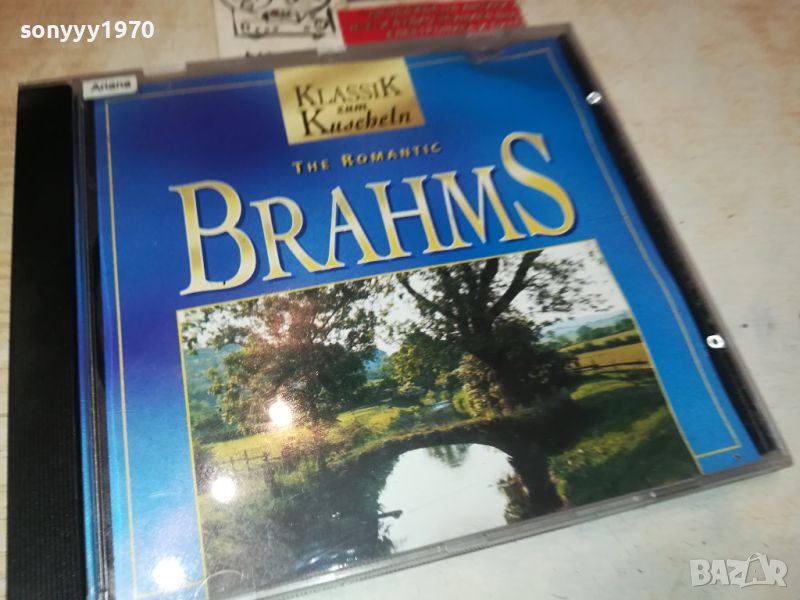 sonyyy1970
Ariana
KLASSIK
zum
Kuscheln
THE ROMANTIC
BRAHMS
BAZAR